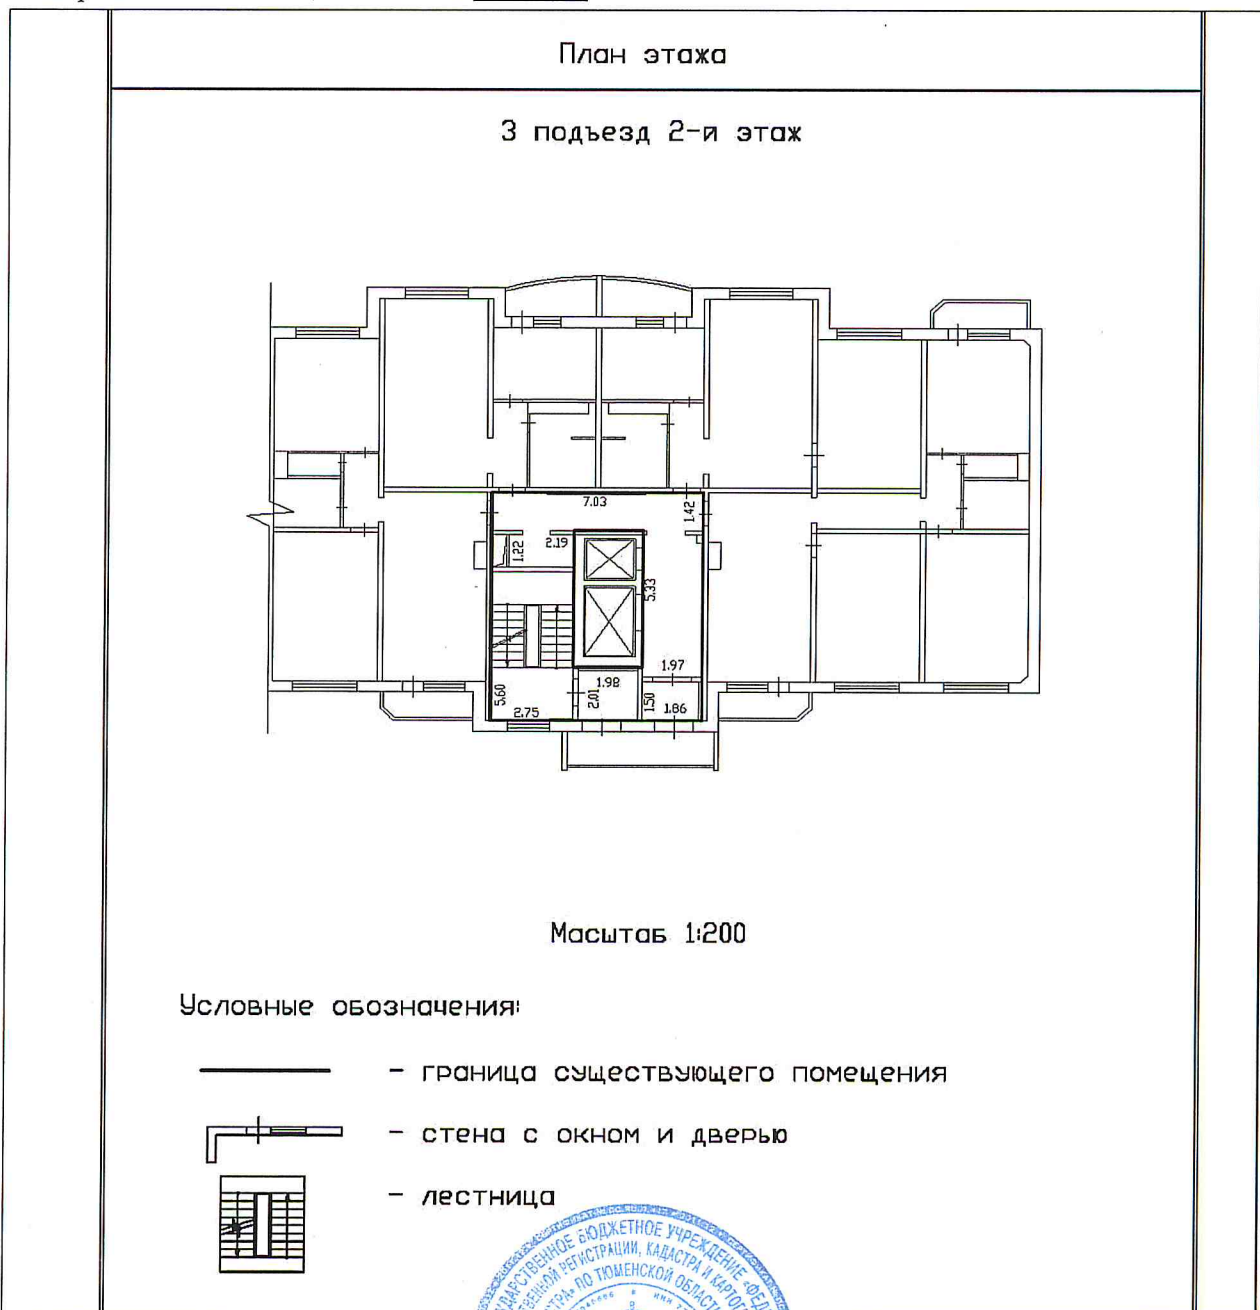 План этажа
3 подъезд 2-и этаж
7.03
1.42
1.22
2.19
5.33
1.97
5.60
1.98
2.01
1.50
1.86
2.75
Масштаб 1:200
Условные обозначения:
- граница существующего помещения
- стена с окном и дверью
- лестница
БЮДЖЕТНОЕ УЧРЕЖДЕНИЕ
РЕГИСТРАЦИИ, КАДАСТРА И
ПО ТЮМЕНСКОЙ